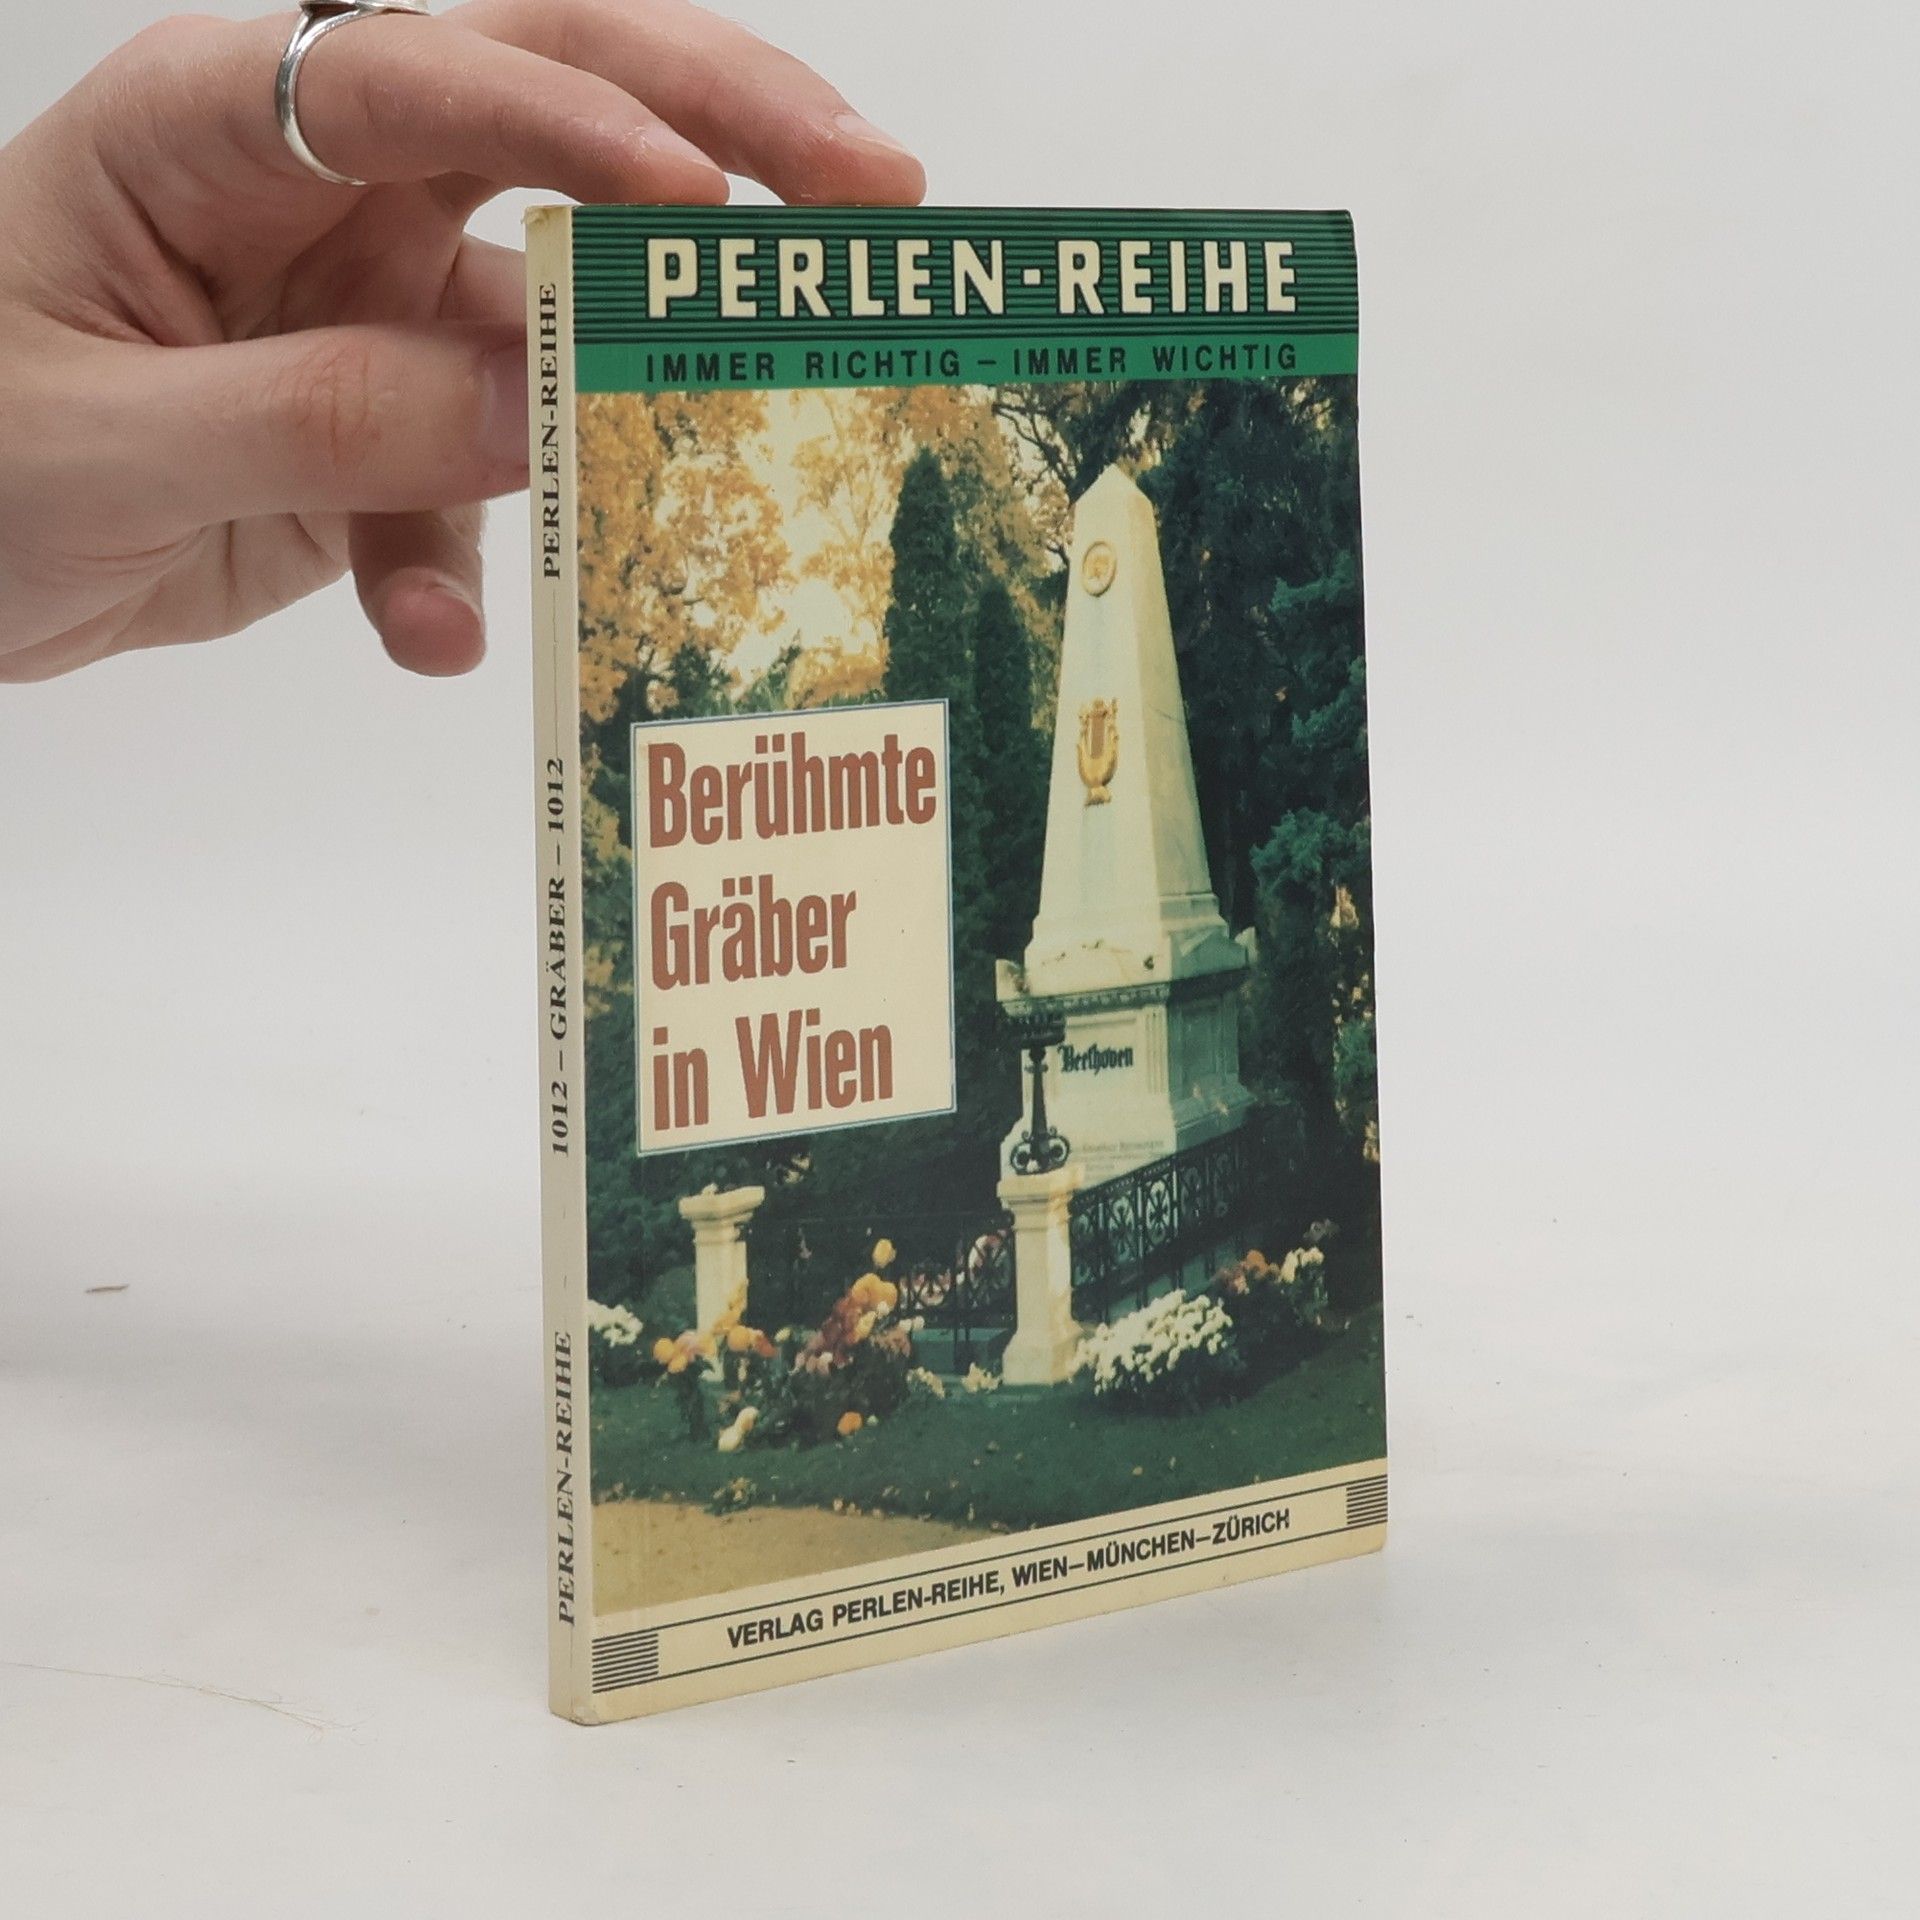 PERLEN-REIHE
IMMER RICHTIG – IMMER WICHTIG
Berühmte
Gräber
in Wien
Beethoven
VERLAG PERLEN-REIHE, WIEN–MÜNCHEN–ZÜRICH
PERLEN-REIHE 1012 – GRÄBER – 1012 PERLEN-REIHE